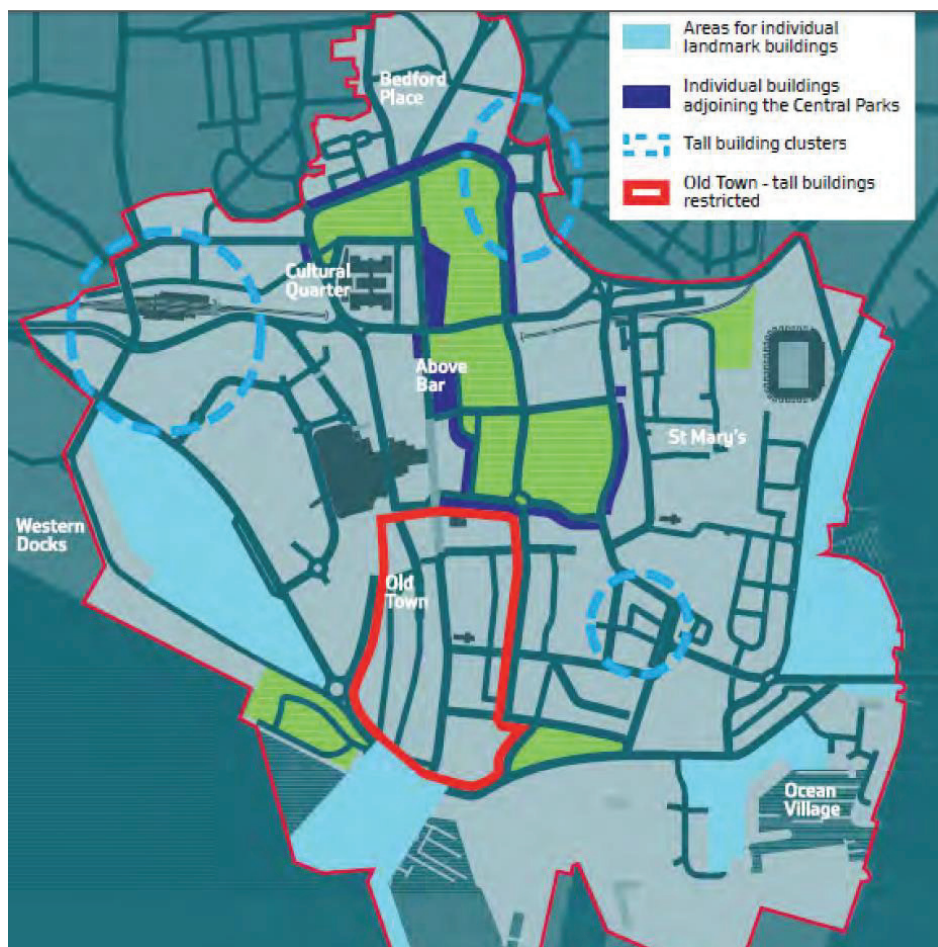 Areas for individual
landmark buildings
Individual buildings
adjoining the Central Parks
Tall building clusters
Old Town - tall buildings
restricted
Bedford
Place
Cultural
Quarter
Above
Bar
St Mary's
Western
Docks
Old
Town
Ocean
Village